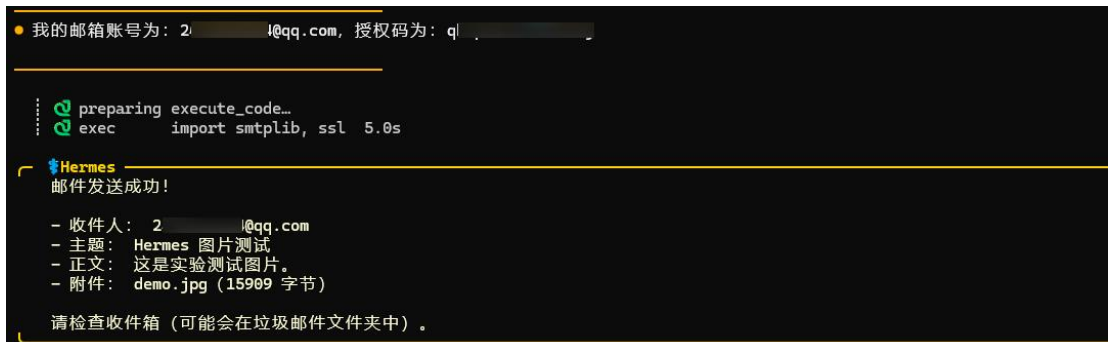 我的邮箱账号为: 2 4@qq.com, 授权码为: q
preparing execute_code…
exec import smtplib, ssl 5.0s
Hermes
邮件发送成功!
- 收件人: 2 @qq.com
- 主题: Hermes 图片测试
- 正文: 这是实验测试图片。
- 附件: demo.jpg (15909 字节)
请检查收件箱 (可能会在垃圾邮件文件夹中) 。